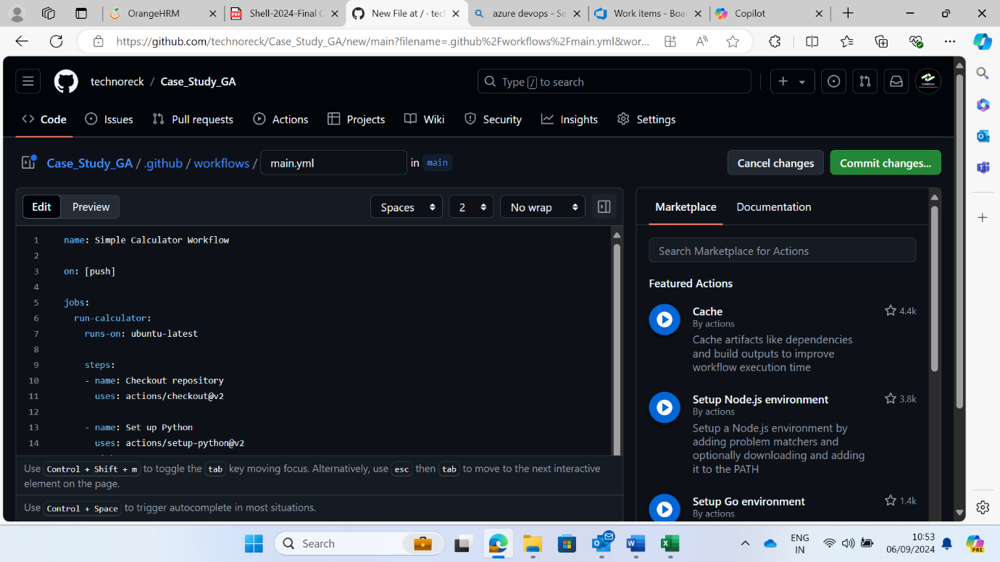 OrangeHRM
Shell-2024-Final C
New File at / · tec
azure devops - Se
Work items - Boa
Copilot
https://github.com/technoreck/Case_Study_GA/new/main?filename=.github%2Fworkflows%2Fmain.yml&wor...
technoreck / Case_Study_GA
Type / to search
Code
Issues
Pull requests
Actions
Projects
Wiki
Security
Insights
Settings
Case_Study_GA / .github / workflows / main.yml in main
Cancel changes
Commit changes...
Edit
Preview
Spaces
2
No wrap
1 name: Simple Calculator Workflow
2
3 on: [push]
4
5 jobs:
6 run-calculator:
7 runs-on: ubuntu-latest
8
9 steps:
10 - name: Checkout repository
11 uses: actions/checkout@v2
12
13 - name: Set up Python
14 uses: actions/setup-python@v2
Use Control + Shift + m to toggle the tab key moving focus. Alternatively, use esc then tab to move to the next interactive
element on the page.
Use Control + Space to trigger autocomplete in most situations.
Marketplace
Documentation
Search Marketplace for Actions
Featured Actions
Cache
4.4k
By actions
Cache artifacts like dependencies
and build outputs to improve
workflow execution time
Setup Node.js environment
3.8k
By actions
Setup a Node.js environment by
adding problem matchers and
optionally downloading and adding
it to the PATH
Setup Go environment
1.4k
By actions
Search
ENG
IN
10:53
06/09/2024
PRE